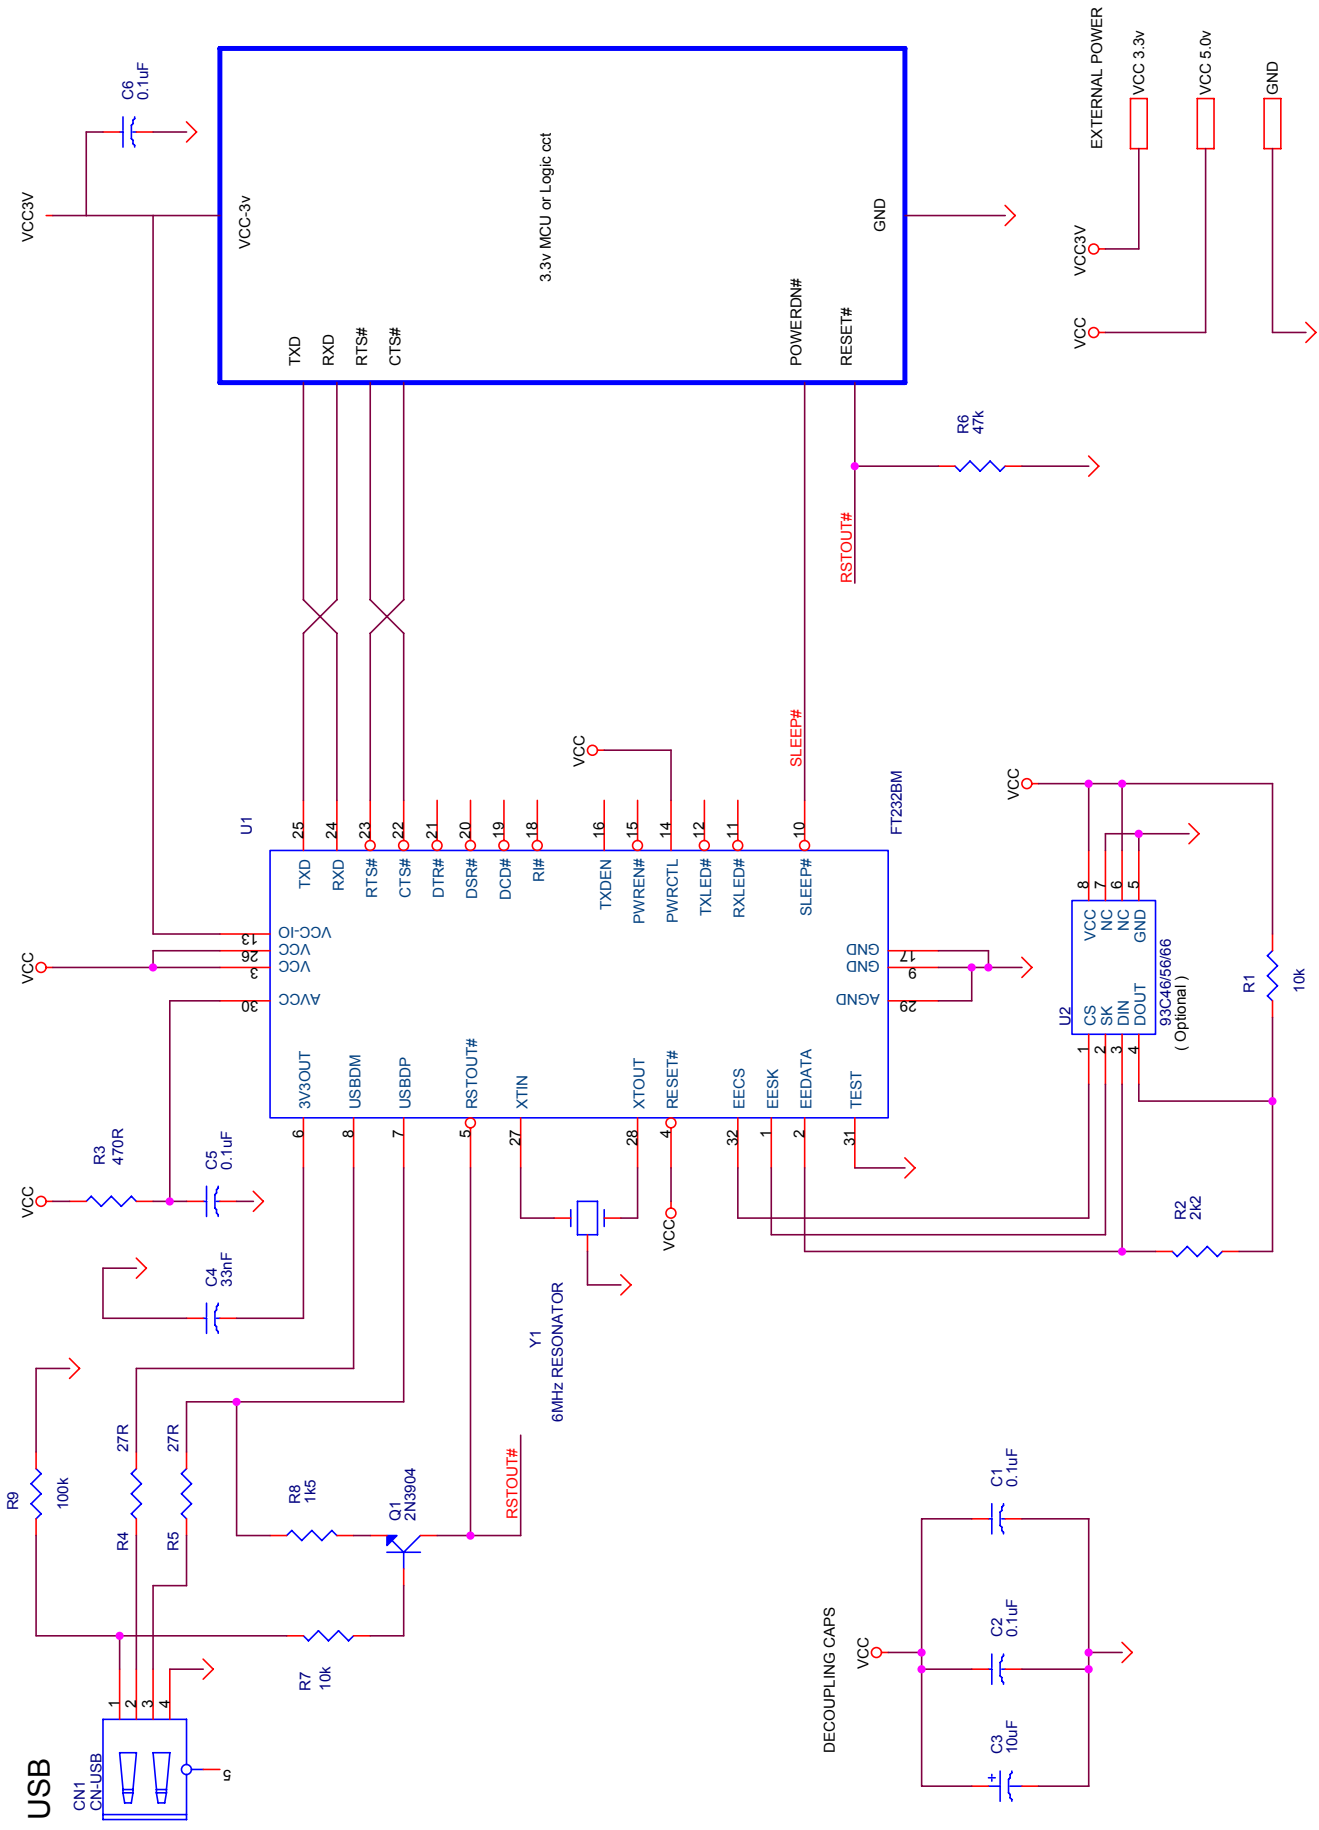 USB
CN1
CN-USB
1
2
3
4
5
R9
100k
R4
27R
R5
27R
R7
10k
R8
1k5
Q1
2N3904
RSTOUT#
C4
33nF
VCC
R3
470R
C5
0.1uF
Y1
6MHz RESONATOR
VCC
VCC
VCC3V
C6
0.1uF
U1
FT232BM
3V3OUT
6
USBDM
8
USBDP
7
RSTOUT#
5
XTIN
27
XTOUT
28
RESET#
4
EECS
32
EESK
1
EEDATA
2
TEST
31
AVCC
30
VCC
3
VCC
26
VCC-IO
13
TXD
25
RXD
24
RTS#
23
CTS#
22
DTR#
21
DSR#
20
DCD#
19
RI#
18
TXDEN
16
PWREN#
15
PWRCTL
14
TXLED#
12
RXLED#
11
SLEEP#
10
AGND
29
GND
9
GND
17
VCC
SLEEP#
VCC-3v
3.3v MCU or Logic cct
TXD
RXD
RTS#
CTS#
POWERDN#
RESET#
GND
RSTOUT#
R6
47k
U2
93C46/56/66
( Optional )
CS
1
SK
2
DIN
3
DOUT
4
VCC
8
NC
7
NC
6
GND
5
VCC
R1
10k
R2
2k2
DECOUPLING CAPS
VCC
C3
10uF
+
C2
0.1uF
C1
0.1uF
EXTERNAL POWER
VCC3V
VCC 3.3v
VCC
VCC 5.0v
GND